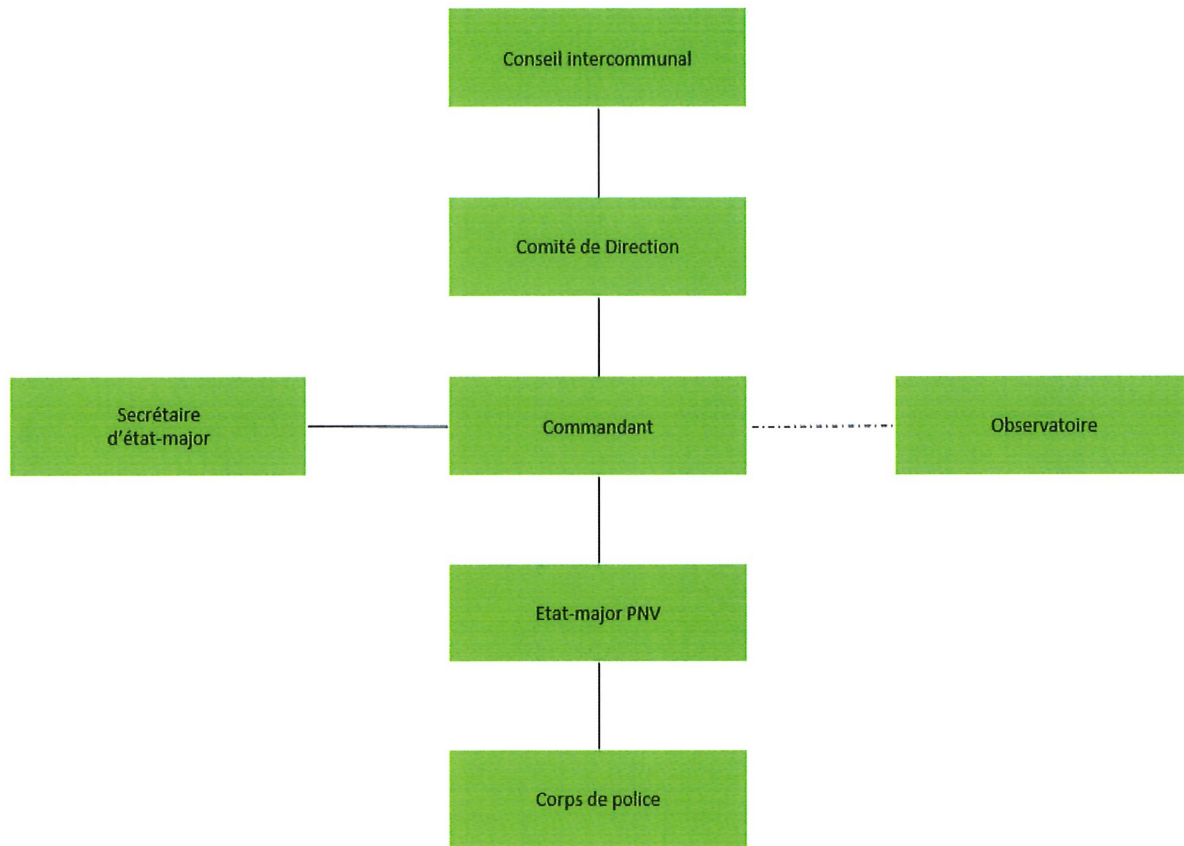 Conseil intercommunal
Comité de Direction
Secrétaire
d'état-major
Commandant
Observatoire
Etat-major PNV
Corps de police